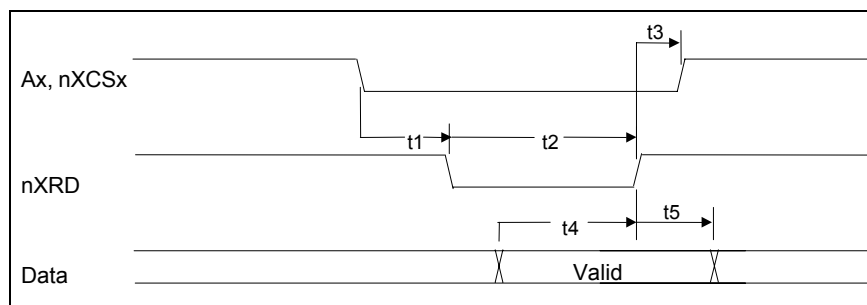 t3
Ax, nXCSx
t1 t2
nXRD
t4 t5
Data Valid